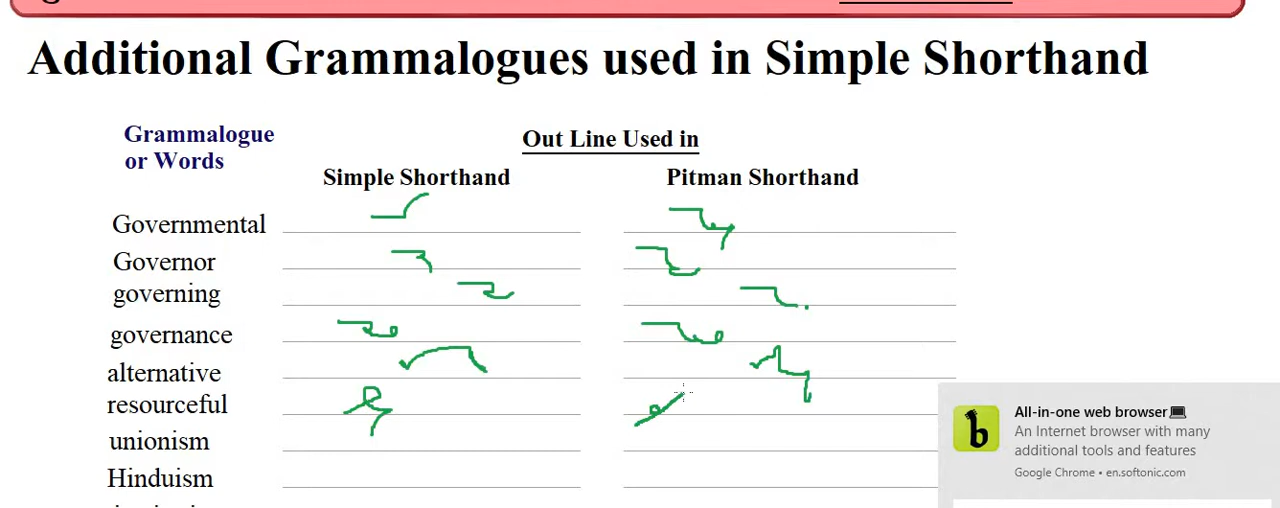 Additional Grammalogues used in Simple Shorthand
Grammalogue
or Words
Out Line Used in
Simple Shorthand
Pitman Shorthand
Governmental
Governor
governing
governance
alternative
resourceful
unionism
Hinduism
All-in-one web browser💻
An Internet browser with many
additional tools and features
Google Chrome • en.softonic.com